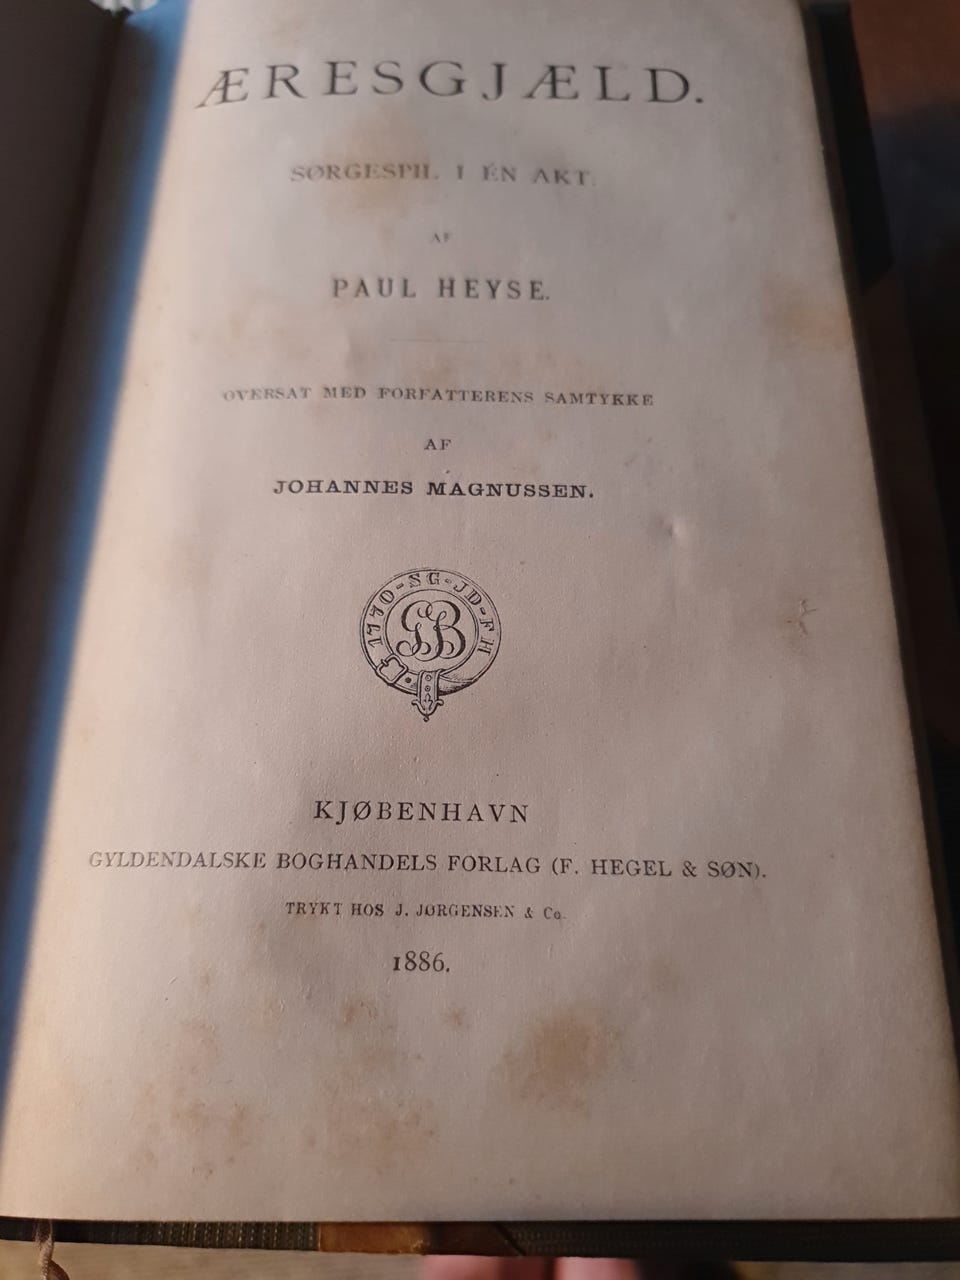 ÆRESGJÆLD.
SØRGESPIL I ÉN AKT
AF
PAUL HEYSE.
OVERSAT MED FORFATTERENS SAMTYKKE
AF
JOHANNES MAGNUSSEN.
1770-SG-JD-FH
GB
KJØBENHAVN
GYLDENDALSKE BOGHANDELS FORLAG (F. HEGEL & SØN).
TRYKT HOS J. JØRGENSEN & Co.
1886.